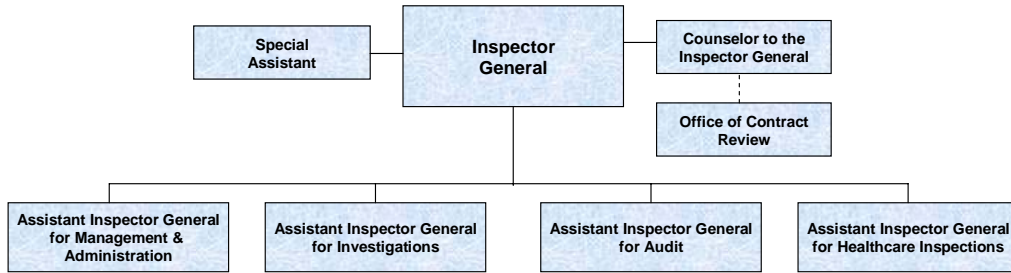 Special
Assistant
Inspector
General
Counselor to the
Inspector General
Office of Contract
Review
Assistant Inspector General
for Management &
Administration
Assistant Inspector General
for Investigations
Assistant Inspector General
for Audit
Assistant Inspector General
for Healthcare Inspections